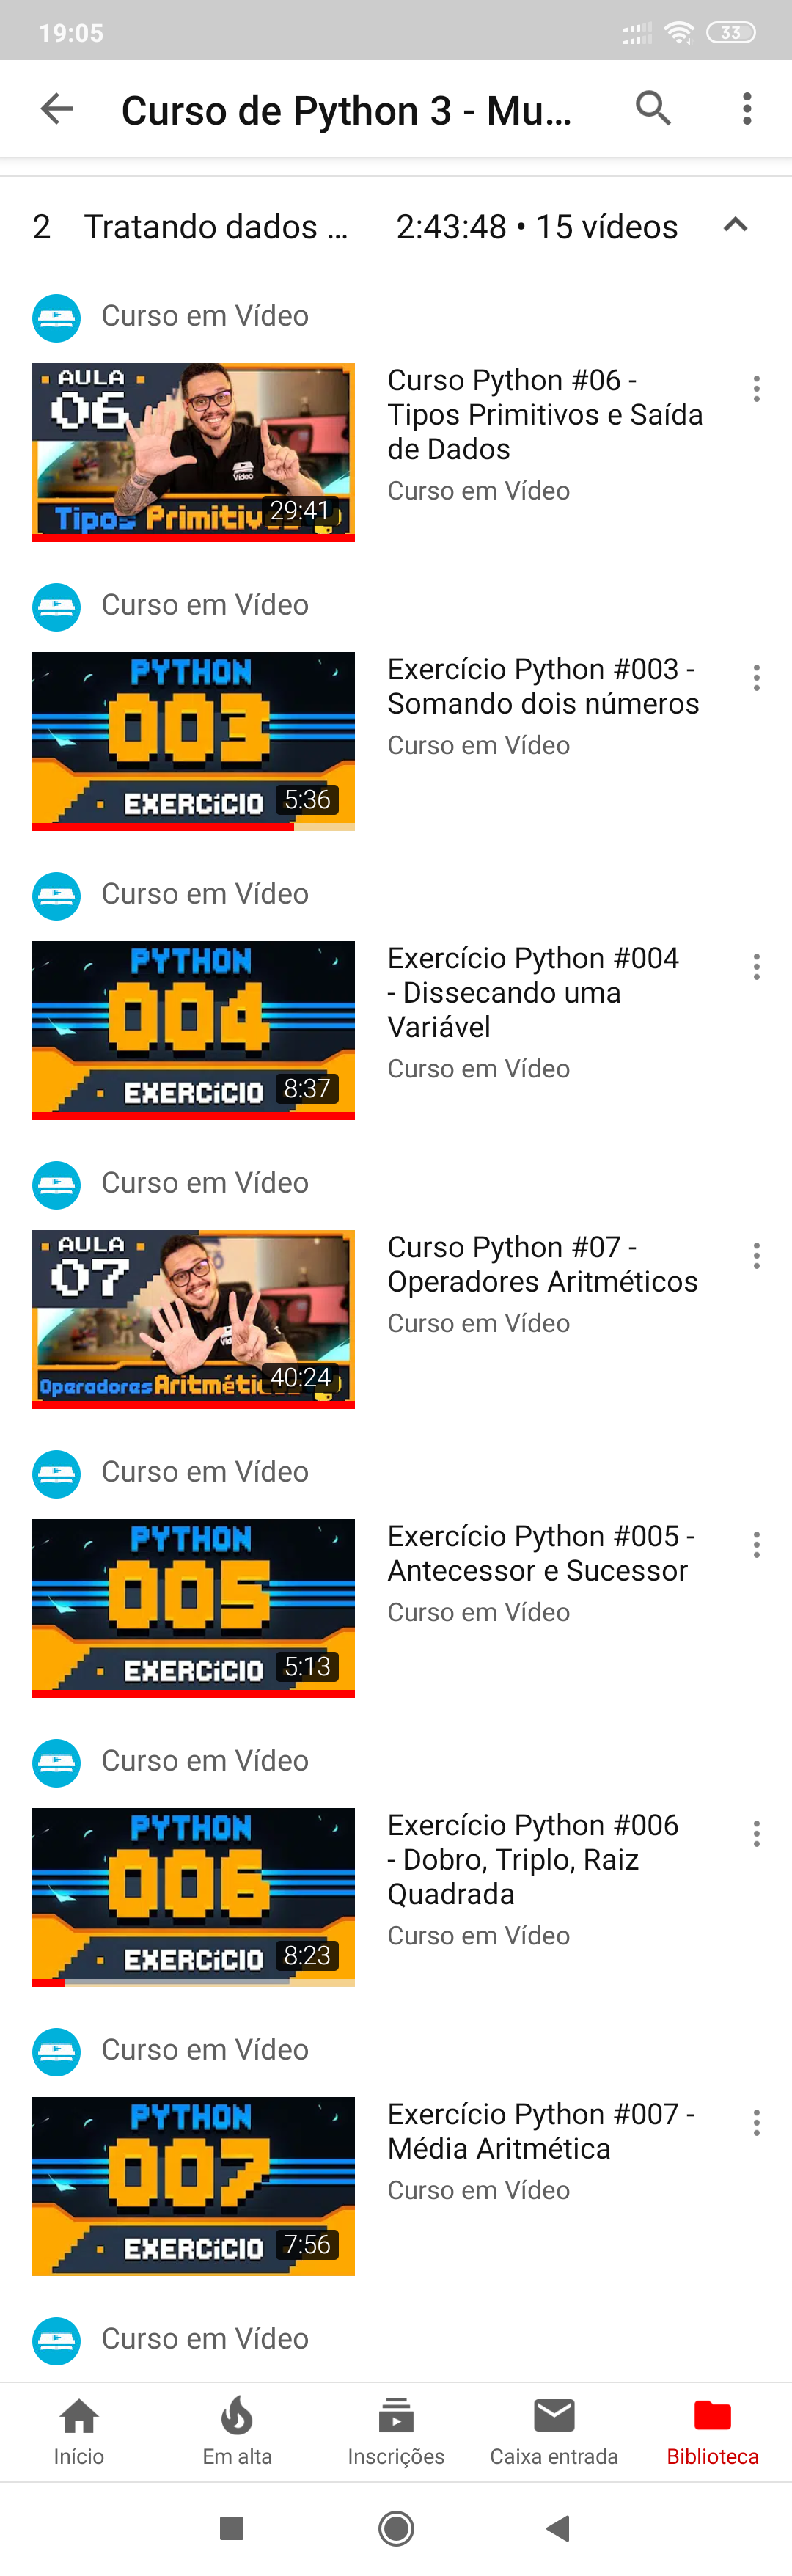 19:05
33
Curso de Python 3 - Mu...
2 Tratando dados ... 2:43:48 • 15 vídeos
Curso em Vídeo
AULA
06
Vídeo
Tipos Primitiv
29:41
Curso Python #06 -
Tipos Primitivos e Saída
de Dados
Curso em Vídeo
Curso em Vídeo
PYTHON
003
EXERCÍCIO
5:36
Exercício Python #003 -
Somando dois números
Curso em Vídeo
Curso em Vídeo
PYTHON
004
EXERCÍCIO
8:37
Exercício Python #004
- Dissecando uma
Variável
Curso em Vídeo
Curso em Vídeo
AULA
07
Operadores Aritméti
40:24
Curso Python #07 -
Operadores Aritméticos
Curso em Vídeo
Curso em Vídeo
PYTHON
005
EXERCÍCIO
5:13
Exercício Python #005 -
Antecessor e Sucessor
Curso em Vídeo
Curso em Vídeo
PYTHON
006
EXERCÍCIO
8:23
Exercício Python #006
- Dobro, Triplo, Raiz
Quadrada
Curso em Vídeo
Curso em Vídeo
PYTHON
007
EXERCÍCIO
7:56
Exercício Python #007 -
Média Aritmética
Curso em Vídeo
Curso em Vídeo
Início
Em alta
Inscrições
Caixa entrada
Biblioteca